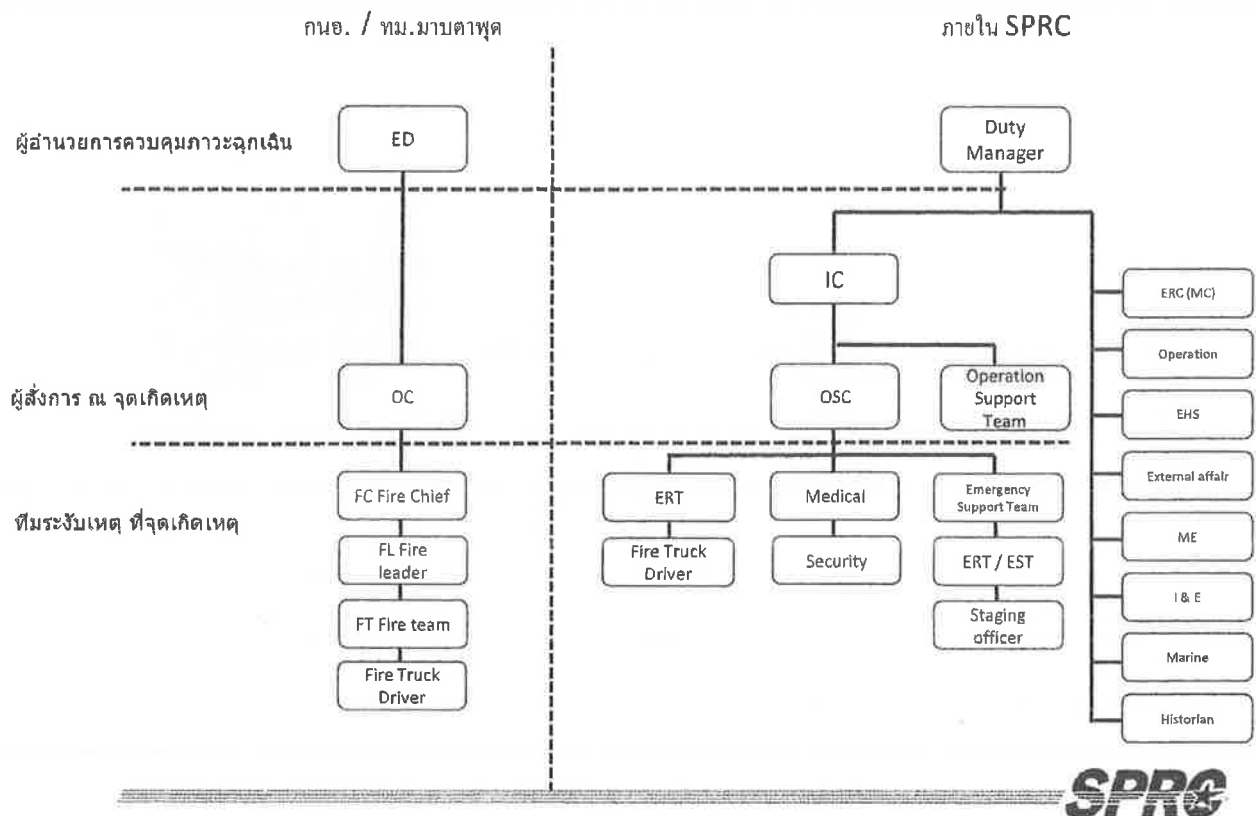 กนอ. / ทม.มาบตาพุด
ภายใน SPRC
ผู้อำนวยการควบคุมภาวะฉุกเฉิน
ED
Duty
Manager
IC
ERC (MC)
Operation
ผู้สั่งการ ณ จุดเกิดเหตุ
OC
OSC
Operation
Support
Team
EHS
External affair
ทีมระงับเหตุ ที่จุดเกิดเหตุ
FC Fire Chief
FL Fire
leader
FT Fire team
Fire Truck
Driver
ERT
Fire Truck
Driver
Medical
Security
Emergency
Support Team
ERT / EST
Staging
officer
ME
I & E
Marine
Historian
SPRC